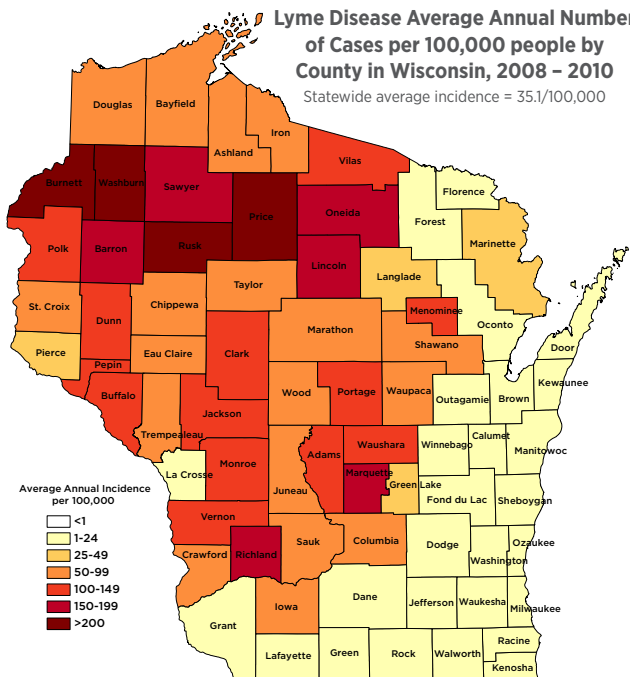 Lyme Disease Average Annual Number
of Cases per 100,000 people by
County in Wisconsin, 2008 – 2010
Statewide average incidence = 35.1/100,000
Douglas
Bayfield
Ashland
Iron
Vilas
Burnett
Washburn
Sawyer
Price
Oneida
Forest
Florence
Marinette
Polk
Barron
Rusk
Lincoln
Langlade
Taylor
St. Croix
Dunn
Chippewa
Marathon
Menominee
Oconto
Shawano
Door
Pierce
Pepin
Eau Claire
Clark
Buffalo
Trempealeau
Jackson
Wood
Portage
Waupaca
Outagamie
Brown
Kewaunee
La Crosse
Monroe
Juneau
Adams
Waushara
Marquette
Green Lake
Winnebago
Calumet
Manitowoc
Fond du Lac
Sheboygan
Vernon
Crawford
Richland
Sauk
Columbia
Dodge
Washington
Ozaukee
Grant
Iowa
Dane
Jefferson
Waukesha
Milwaukee
Lafayette
Green
Rock
Walworth
Racine
Kenosha
Average Annual Incidence
per 100,000
<1
1-24
25-49
50-99
100-149
150-199
>200